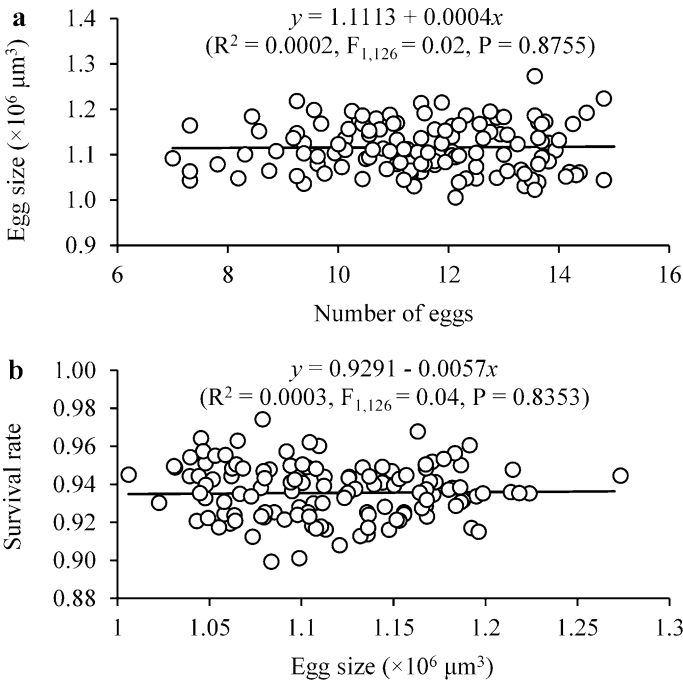 a
y = 1.1113 + 0.0004x
(R² = 0.0002, F₁,₁₂₆ = 0.02, P = 0.8755)
Egg size (×10⁶ μm³)
1.4
1.3
1.2
1.1
1.0
0.9
6 8 10 12 14 16
Number of eggs
b
y = 0.9291 - 0.0057x
(R² = 0.0003, F₁,₁₂₆ = 0.04, P = 0.8353)
Survival rate
1.00
0.98
0.96
0.94
0.92
0.90
0.88
1 1.05 1.1 1.15 1.2 1.25 1.3
Egg size (×10⁶ μm³)